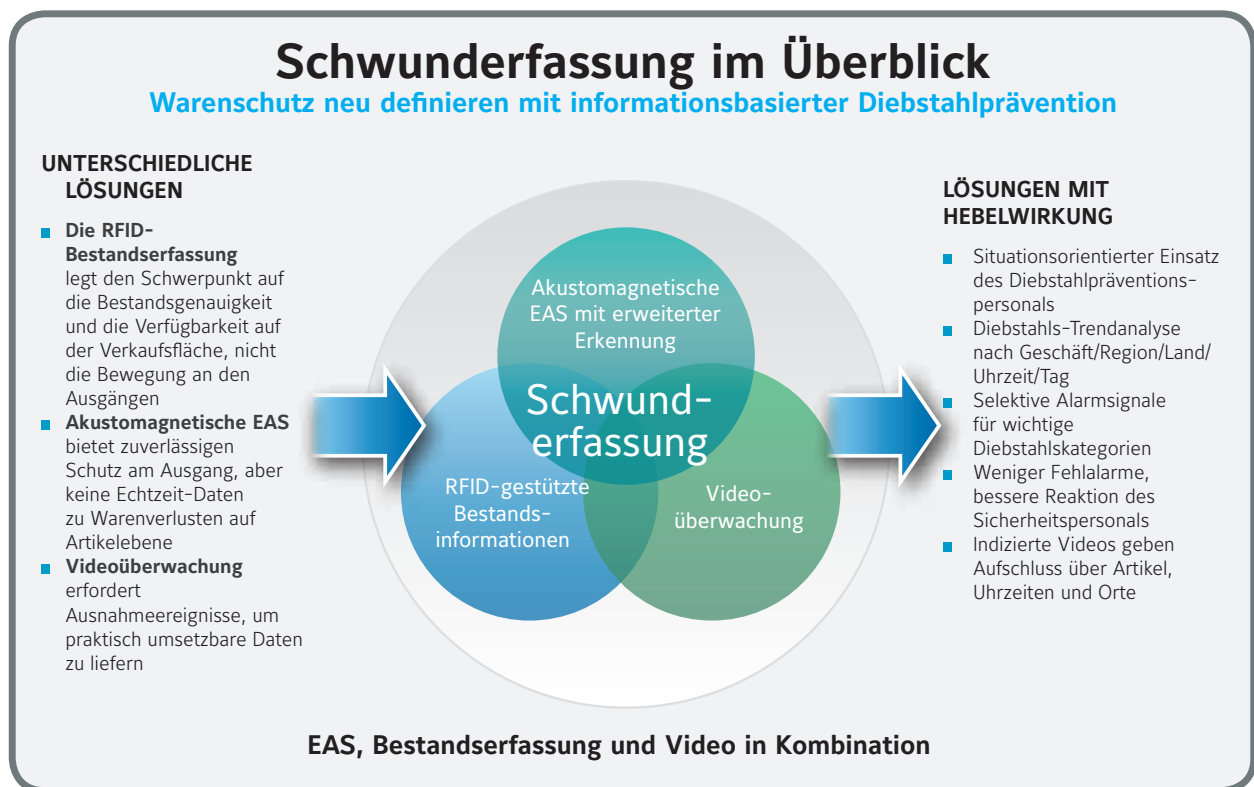 Schwunderfassung im Überblick
Warenschutz neu definieren mit informationsbasierter Diebstahlprävention
UNTERSCHIEDLICHE
LÖSUNGEN
Die RFID-
Bestandserfassung
legt den Schwerpunkt auf
die Bestandsgenauigkeit
und die Verfügbarkeit auf
der Verkaufsfläche, nicht
die Bewegung an den
Ausgängen
Akustomagnetische EAS
bietet zuverlässigen
Schutz am Ausgang, aber
keine Echtzeit-Daten
zu Warenverlusten auf
Artikelebene
Videoüberwachung
erfordert
Ausnahmeereignisse, um
praktisch umsetzbare Daten
zu liefern
Akustomagnetische
EAS mit erweiterter
Erkennung
Schwund-
erfassung
RFID-gestützte
Bestands-
informationen
Video-
überwachung
LÖSUNGEN MIT
HEBELWIRKUNG
Situationsorientierter Einsatz
des Diebstahlpräventions-
personals
Diebstahls-Trendanalyse
nach Geschäft/Region/Land/
Uhrzeit/Tag
Selektive Alarmsignale
für wichtige
Diebstahlskategorien
Weniger Fehlalarme,
bessere Reaktion des
Sicherheitspersonals
Indizierte Videos geben
Aufschluss über Artikel,
Uhrzeiten und Orte
EAS, Bestandserfassung und Video in Kombination